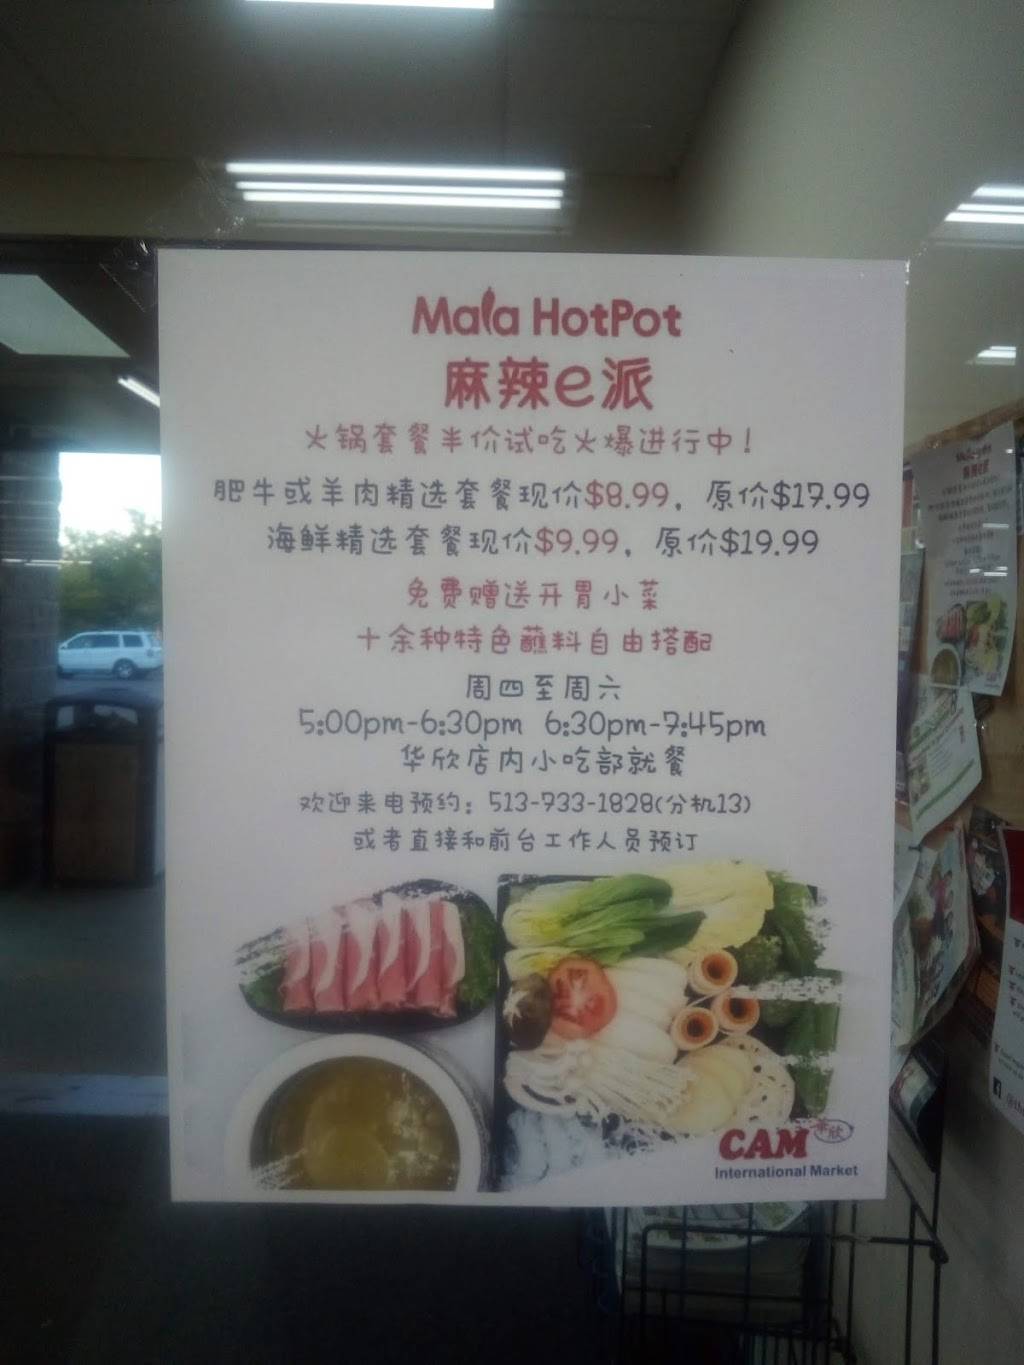 Mala HotPot
麻辣e派
火锅套餐半价试吃火爆进行中！
肥牛或羊肉精选套餐现价$8.99，原价$17.99
海鲜精选套餐现价$9.99，原价$19.99
免费赠送开胃小菜
十余种特色蘸料自由搭配
周四至周六
5:00pm-6:30pm 6:30pm-7:45pm
华欣店内小吃部就餐
欢迎来电预约：513-733-1828(分机13)
或者直接和前台工作人员预订
CAM 华欣
International Market